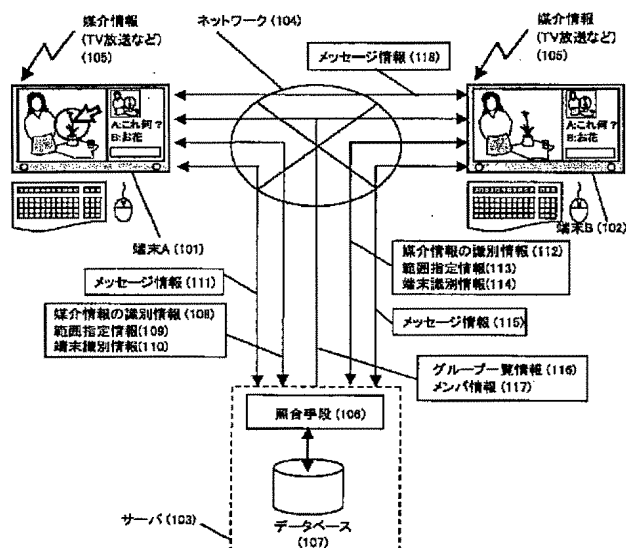 媒介情報
(TV放送など)
(105)
ネットワーク(104)
メッセージ情報(118)
媒介情報
(TV放送など)
(105)
A:これ何?
B:お花
A:これ何?
B:お花
端末A(101)
端末B(102)
メッセージ情報(111)
媒介情報の識別情報(108)
範囲指定情報(109)
端末識別情報(110)
媒介情報の識別情報(112)
範囲指定情報(113)
端末識別情報(114)
メッセージ情報(115)
グループ一覧情報(116)
メンバ情報(117)
照合手段(106)
データベース
(107)
サーバ(103)